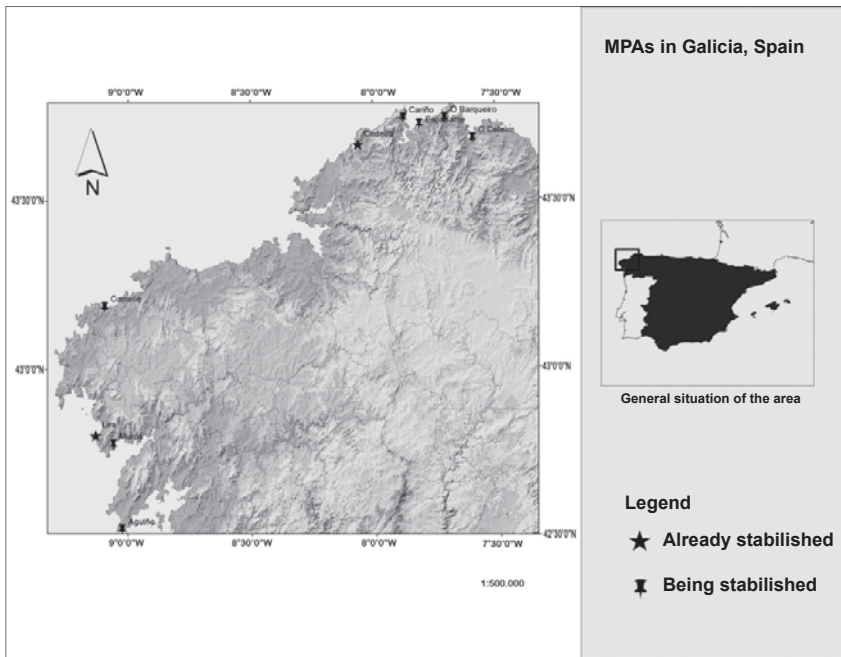 MPAs in Galicia, Spain
9°0'0"W 8°30'0"W 8°0'0"W 7°30'0"W
Cariño
O Barqueiro
Espasante
O Celeiro
Cedeira
43°30'0"N 43°30'0"N
Camelle
43°0'0"N 43°0'0"N
Lira
Muros
Aguiño
42°30'0"N
9°0'0"W 8°30'0"W 8°0'0"W 7°30'0"W
1:500.000
N
General situation of the area
Legend
Already stabilished
Being stabilished